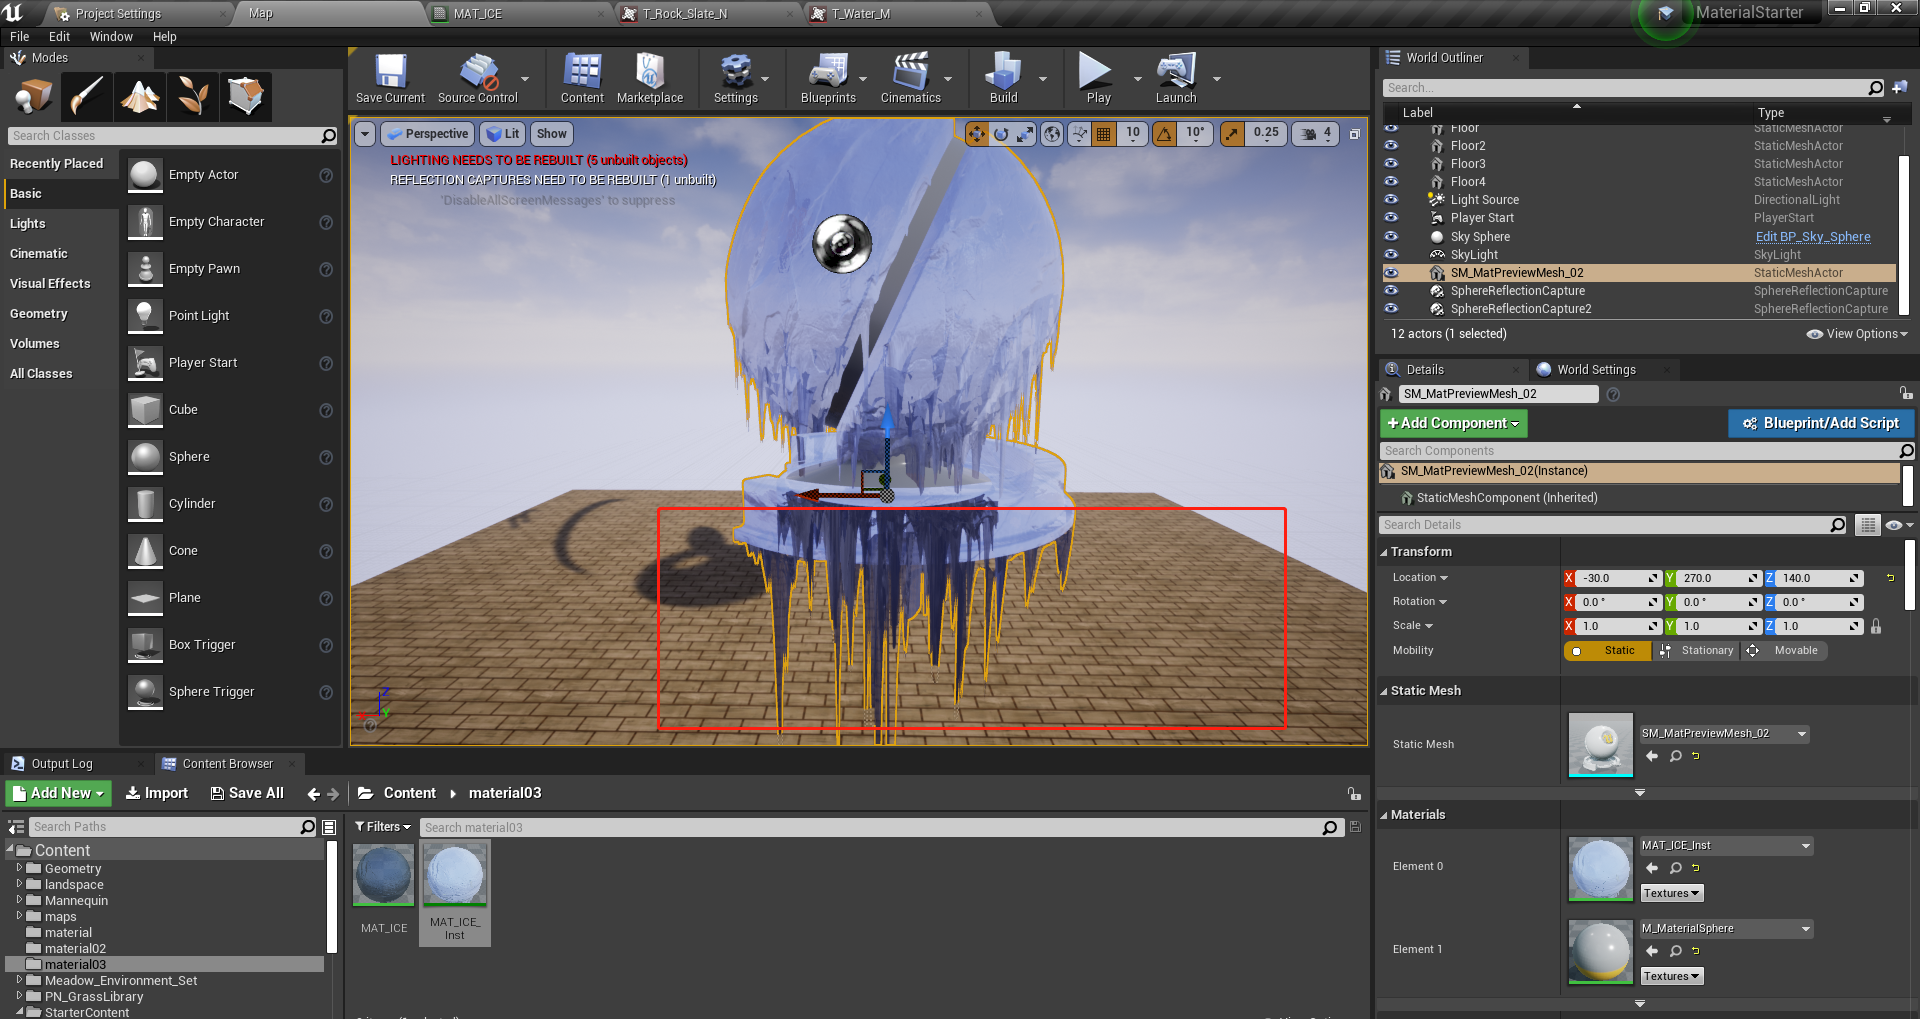 Project Settings
Map
MAT_ICE
T_Rock_Slate_N
T_Water_M
MaterialStarter
File
Edit
Window
Help
Modes
Search Classes
Recently Placed
Basic
Lights
Cinematic
Visual Effects
Geometry
Volumes
All Classes
Empty Actor
Empty Character
Empty Pawn
Point Light
Player Start
Cube
Sphere
Cylinder
Cone
Plane
Box Trigger
Sphere Trigger
Save Current
Source Control
Content
Marketplace
Settings
Blueprints
Cinematics
Build
Play
Launch
Perspective
Lit
Show
10
10°
0.25
4
LIGHTING NEEDS TO BE REBUILT (5 unbuilt objects)
REFLECTION CAPTURES NEED TO BE REBUILT (1 unbuilt)
'DisableAllScreenMessages' to suppress
Z
Y
World Outliner
Search...
Label
Type
Floor StaticMeshActor
Floor2 StaticMeshActor
Floor3 StaticMeshActor
Floor4 StaticMeshActor
Light Source DirectionalLight
Player Start PlayerStart
Sky Sphere Edit BP_Sky_Sphere
SkyLight SkyLight
SM_MatPreviewMesh_02 StaticMeshActor
SphereReflectionCapture SphereReflectionCapture
SphereReflectionCapture2 SphereReflectionCapture
12 actors (1 selected)
View Options
Details
World Settings
SM_MatPreviewMesh_02
+Add Component
Blueprint/Add Script
Search Components
SM_MatPreviewMesh_02(Instance)
StaticMeshComponent (Inherited)
Search Details
Transform
Location X -30.0 Y 270.0 Z 140.0
Rotation X 0.0 ° Y 0.0 ° Z 0.0 °
Scale X 1.0 Y 1.0 Z 1.0
Mobility Static Stationary Movable
Static Mesh
Static Mesh
SM_MatPreviewMesh_02
Materials
Element 0
MAT_ICE_Inst
Textures
Element 1
M_MaterialSphere
Textures
Output Log
Content Browser
Add New
Import
Save All
Content
material03
Search Paths
Filters
Search material03
Content
Geometry
landspace
Mannequin
maps
material
material02
material03
Meadow_Environment_Set
PN_GrassLibrary
StarterContent
MAT_ICE
MAT_ICE_
Inst